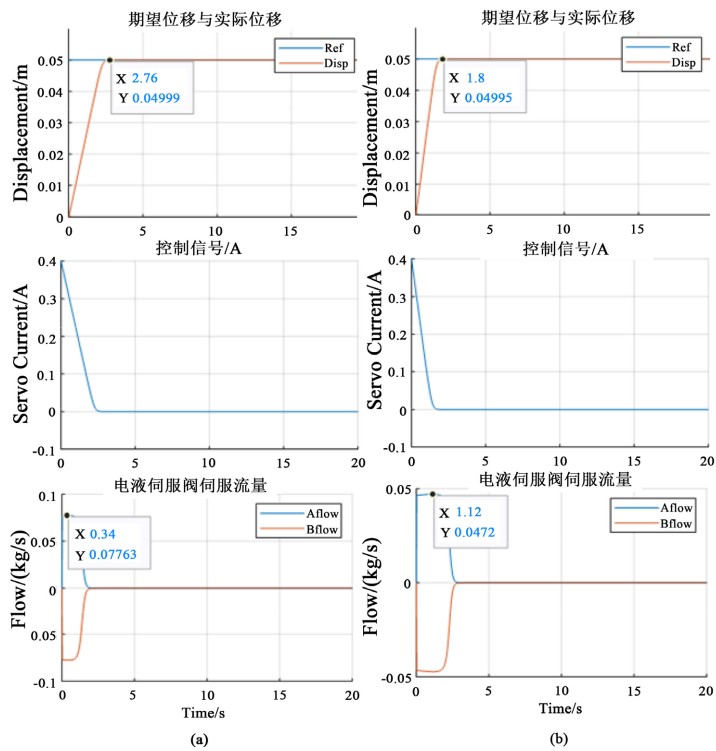 期望位移与实际位移
Displacement/m
0.05
0.04
0.03
0.02
0.01
0
Ref
Disp
X 2.76
Y 0.04999
0 5 10 15
控制信号/A
Servo Current/A
0.4
0.3
0.2
0.1
0
-0.1
0 5 10 15 20
电液伺服阀伺服流量
Flow/(kg/s)
0.1
0.05
0
0.05
-0.1
Aflow
Bflow
X 0.34
Y 0.07763
0 5 10 15 20
Time/s
(a)
期望位移与实际位移
Displacement/m
0.05
0.04
0.03
0.02
0.01
0
Ref
Disp
X 1.8
Y 0.04995
0 5 10 15
控制信号/A
Servo Current/A
0.4
0.3
0.2
0.1
0
-0.1
0 5 10 15 20
电液伺服阀伺服流量
Flow/(kg/s)
0.05
0
-0.05
Aflow
Bflow
X 1.12
Y 0.0472
0 5 10 15 20
Time/s
(b)